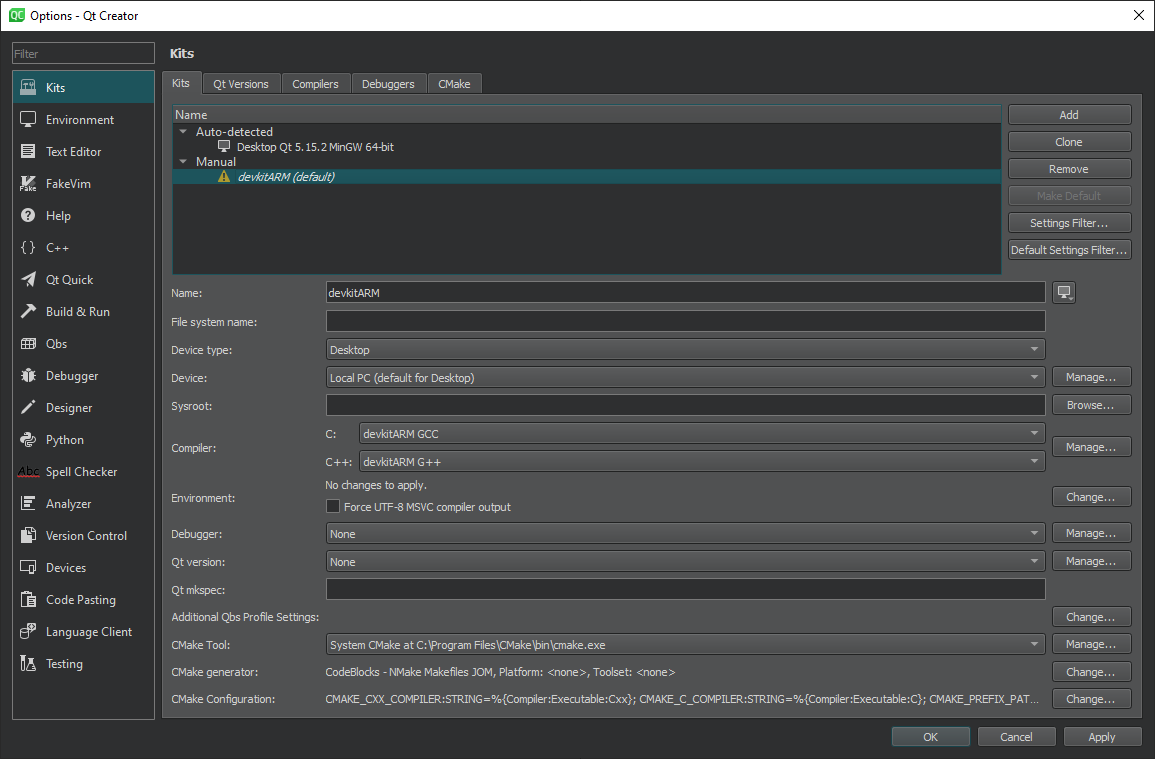 Options - Qt Creator
Filter
Kits
Environment
Text Editor
FakeVim
Help
C++
Qt Quick
Build & Run
Qbs
Debugger
Designer
Python
Abc Spell Checker
Analyzer
Version Control
Devices
Code Pasting
Language Client
Testing
Kits
Kits Qt Versions Compilers Debuggers CMake
Name
Auto-detected
Desktop Qt 5.15.2 MinGW 64-bit
Manual
devkitARM (default)
Add
Clone
Remove
Make Default
Settings Filter...
Default Settings Filter...
Name: devkitARM
File system name:
Device type: Desktop
Device: Local PC (default for Desktop) Manage...
Sysroot: Browse...
Compiler: C: devkitARM GCC
C++: devkitARM G++ Manage...
Environment: No changes to apply. Change...
Force UTF-8 MSVC compiler output
Debugger: None Manage...
Qt version: None Manage...
Qt mkspec:
Additional Qbs Profile Settings: Change...
CMake Tool: System CMake at C:\Program Files\CMake\bin\cmake.exe Manage...
CMake generator: CodeBlocks - NMake Makefiles JOM, Platform: <none>, Toolset: <none> Change...
CMake Configuration: CMAKE_CXX_COMPILER:STRING=%{Compiler:Executable:Cxx}; CMAKE_C_COMPILER:STRING=%{Compiler:Executable:C}; CMAKE_PREFIX_PAT... Change...
OK Cancel Apply